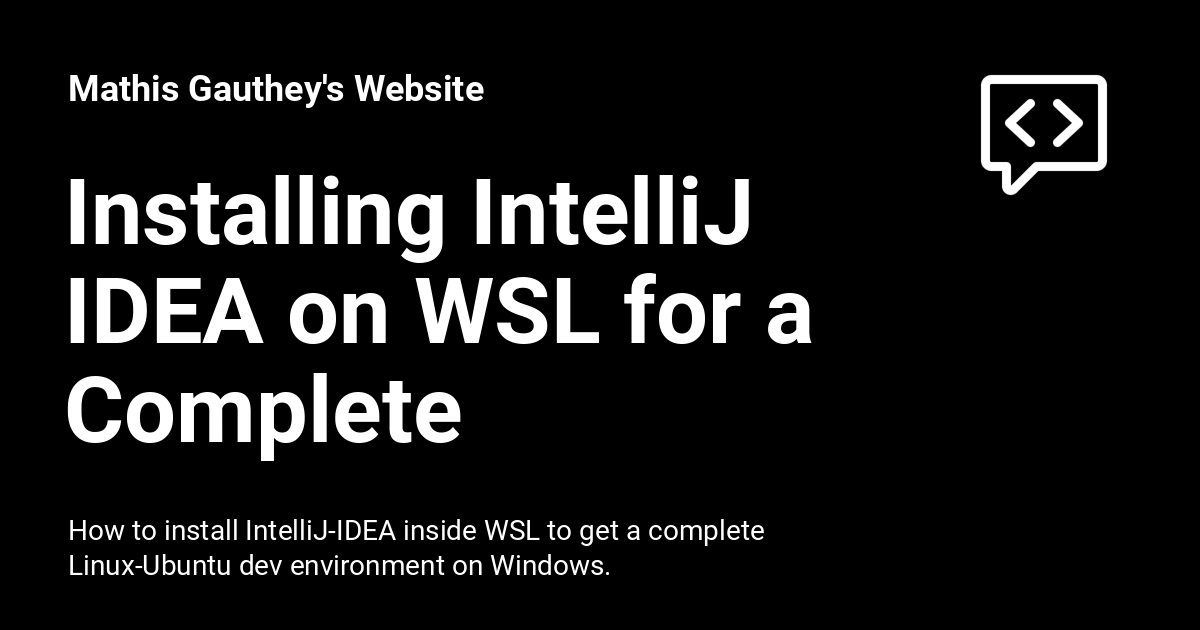 Mathis Gauthey's Website
Installing IntelliJ
IDEA on WSL for a
Complete
How to install IntelliJ-IDEA inside WSL to get a complete
Linux-Ubuntu dev environment on Windows.